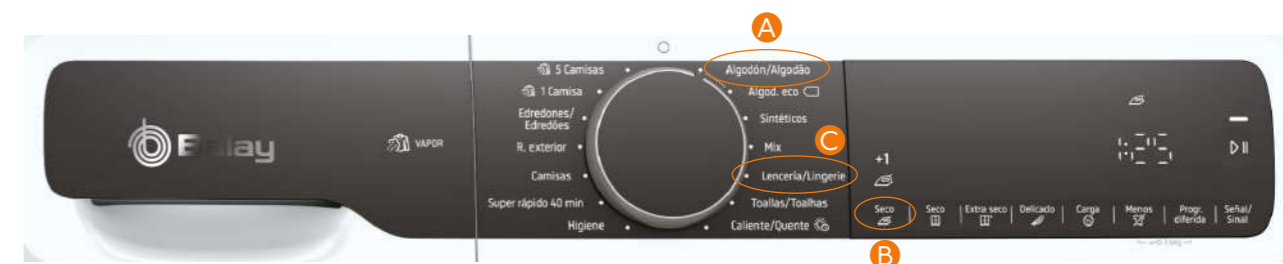 A
5 Camisas
Algodón/Algodão
1 Camisa
Algod. eco
Edredones/
Edredões
Sintéticos
Balay
VAPOR
R. exterior
Mix
C
+1
Camisas
Lencería/Lingerie
Super rápido 40 min
Toallas/Toalhas
Higiene
Caliente/Quente
Seco
Seco
Extra seco
Delicado
Carga
Menos
Progr.
diferida
Señal/
Sinal
B